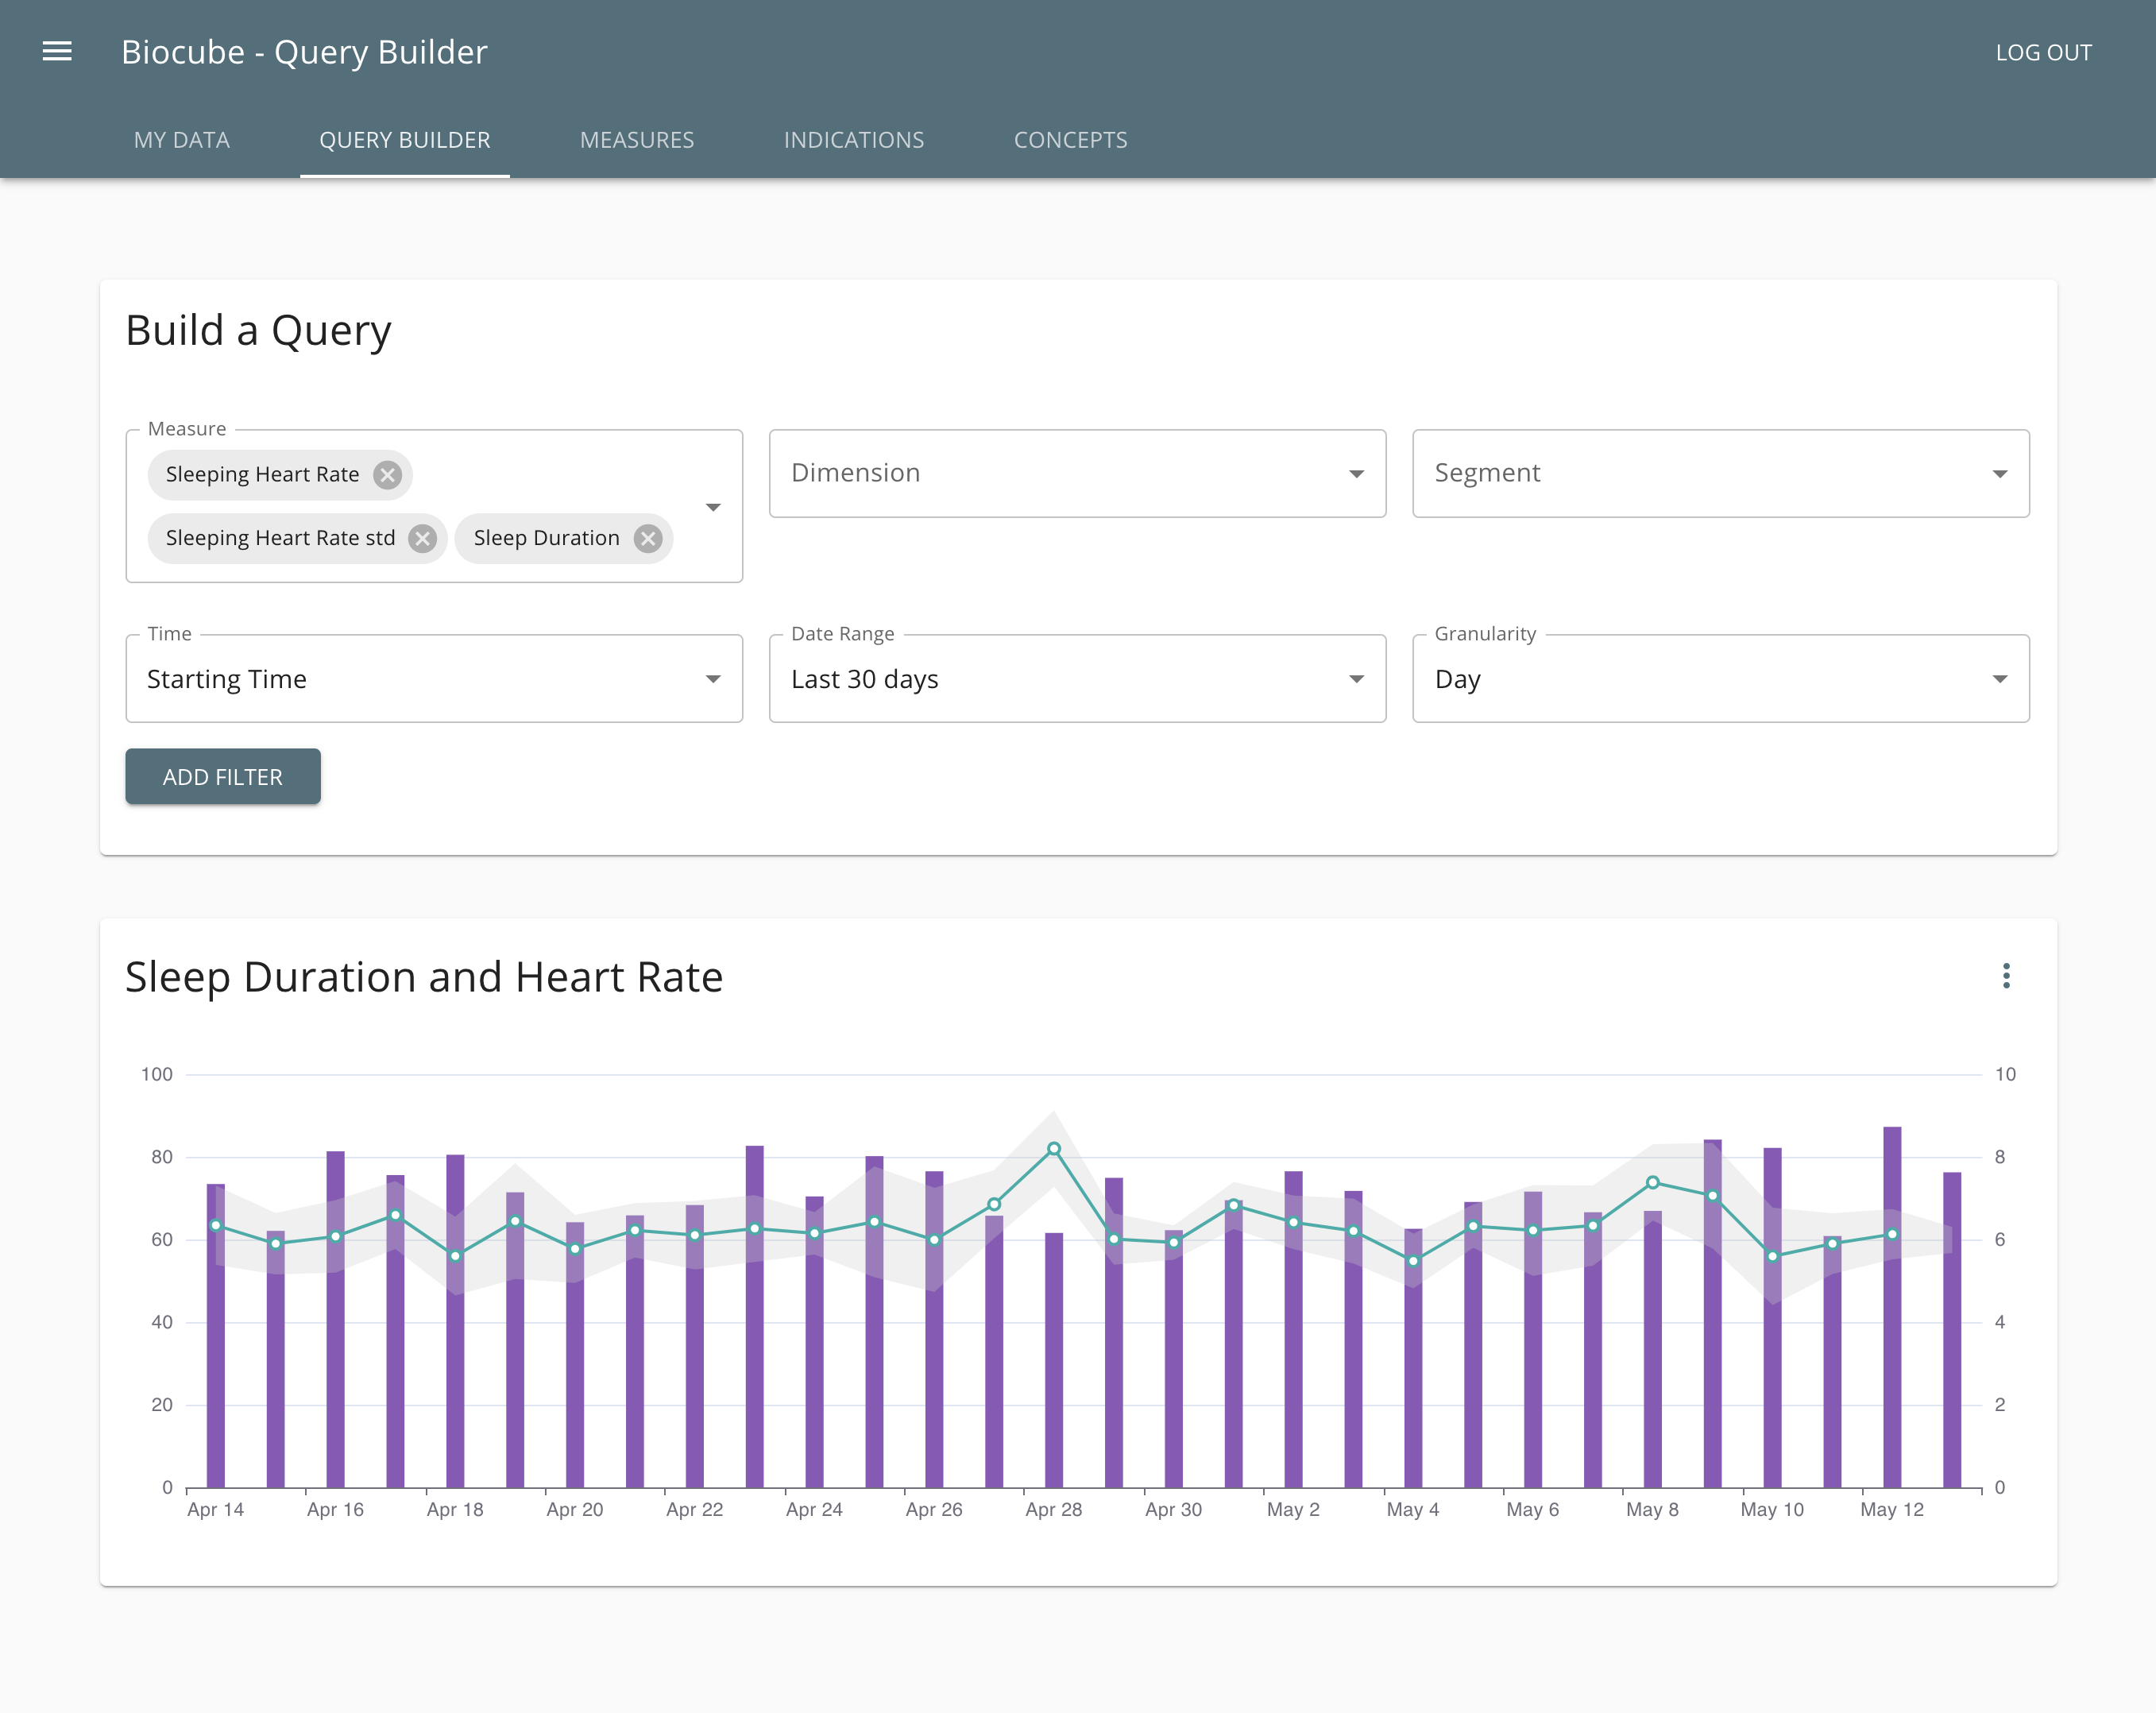 Biocube - Query Builder
LOG OUT
MY DATA QUERY BUILDER MEASURES INDICATIONS CONCEPTS
Build a Query
Measure
Sleeping Heart Rate
Sleeping Heart Rate std Sleep Duration
Dimension
Segment
Time
Starting Time
Date Range
Last 30 days
Granularity
Day
ADD FILTER
Sleep Duration and Heart Rate
100 10
80 8
60 6
40 4
20 2
0 0
Apr 14 Apr 16 Apr 18 Apr 20 Apr 22 Apr 24 Apr 26 Apr 28 Apr 30 May 2 May 4 May 6 May 8 May 10 May 12